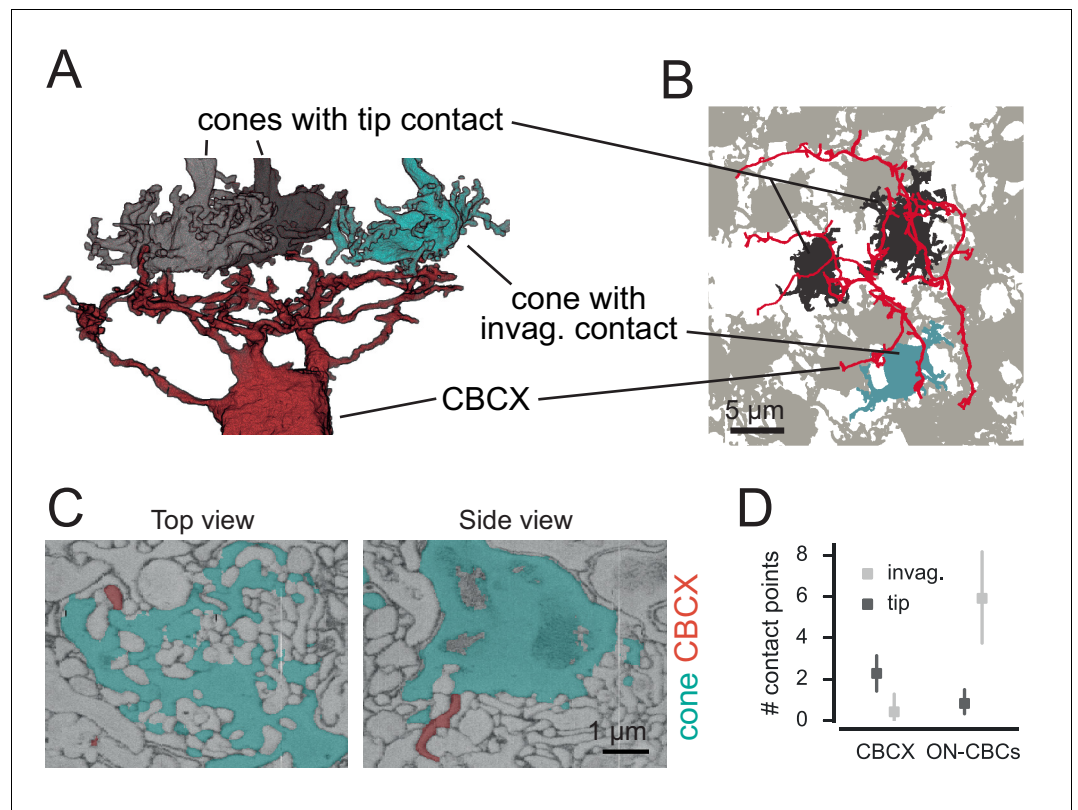 A
B
cones with tip contact
cone with
invag. contact
CBCX
5 µm
C
Top view
Side view
1 µm
cone CBCX
D
# contact points
8
6
4
2
0
invag.
tip
CBCX
ON-CBCs